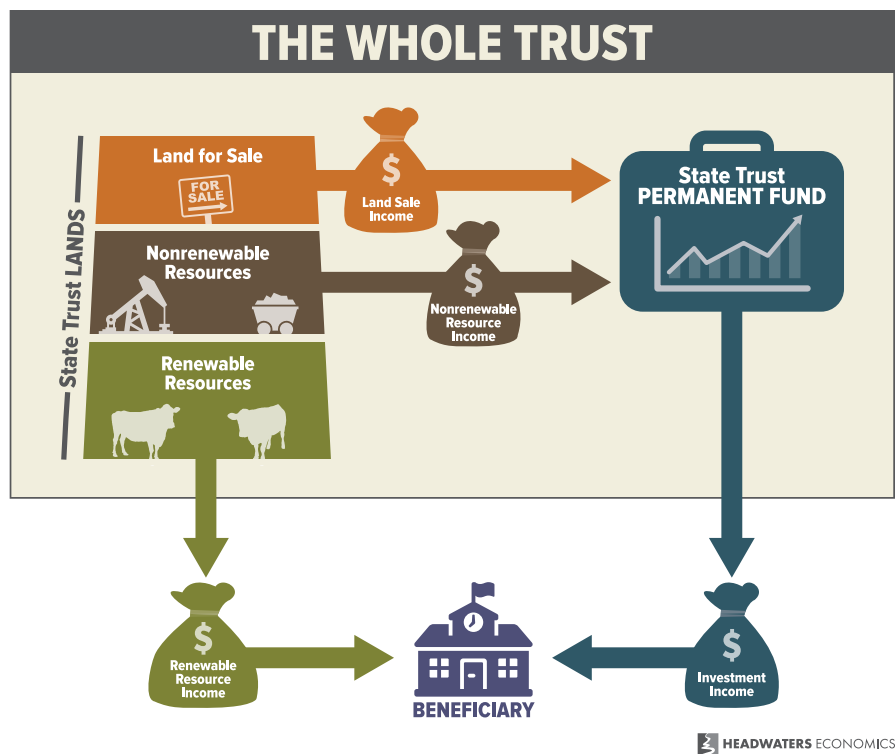 THE WHOLE TRUST
State Trust LANDS
Land for Sale
FOR
SALE
$
Land Sale
Income
State Trust
PERMANENT FUND
Nonrenewable
Resources
$
Nonrenewable
Resource
Income
Renewable
Resources
$
Renewable
Resource
Income
BENEFICIARY
$
Investment
Income
HEADWATERS ECONOMICS